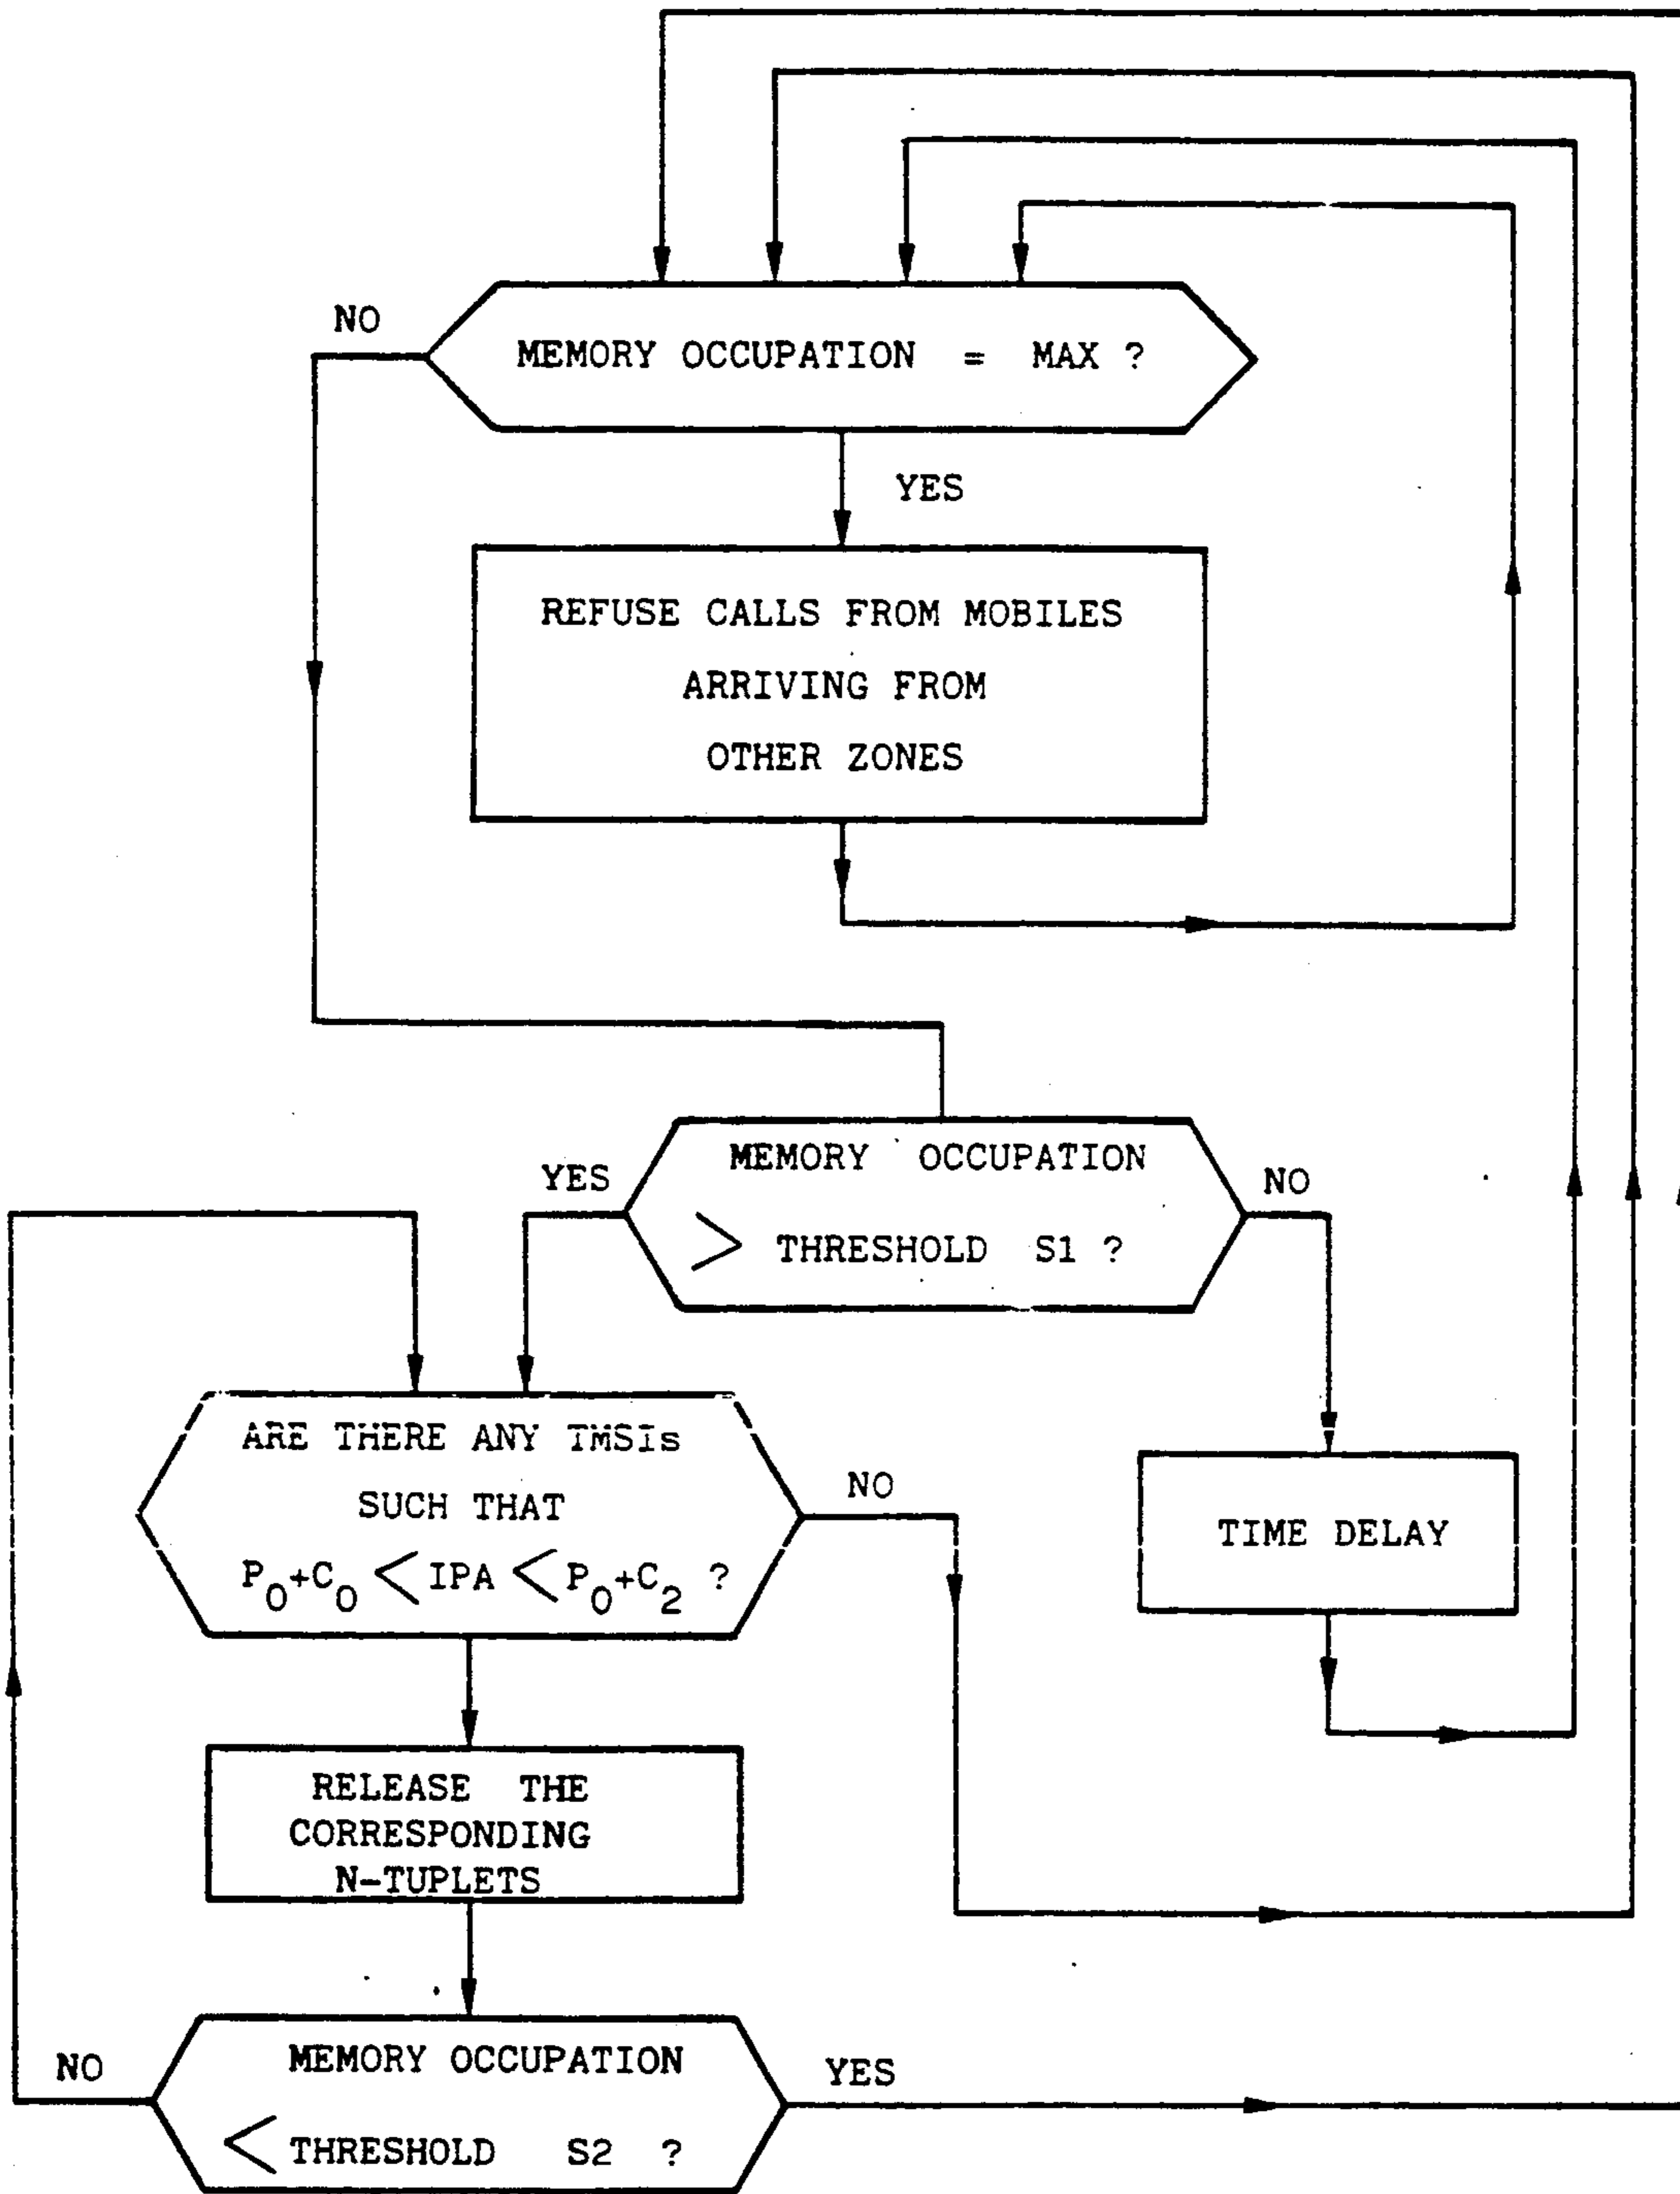 NO
MEMORY OCCUPATION = MAX ?
YES
REFUSE CALLS FROM MOBILES
ARRIVING FROM
OTHER ZONES
MEMORY OCCUPATION
> THRESHOLD S1 ?
YES
NO
ARE THERE ANY TMSIs
SUCH THAT
P0+C0 < IPA < P0+C2 ?
NO
TIME DELAY
RELEASE THE
CORRESPONDING
N-TUPLETS
MEMORY OCCUPATION
< THRESHOLD S2 ?
NO
YES